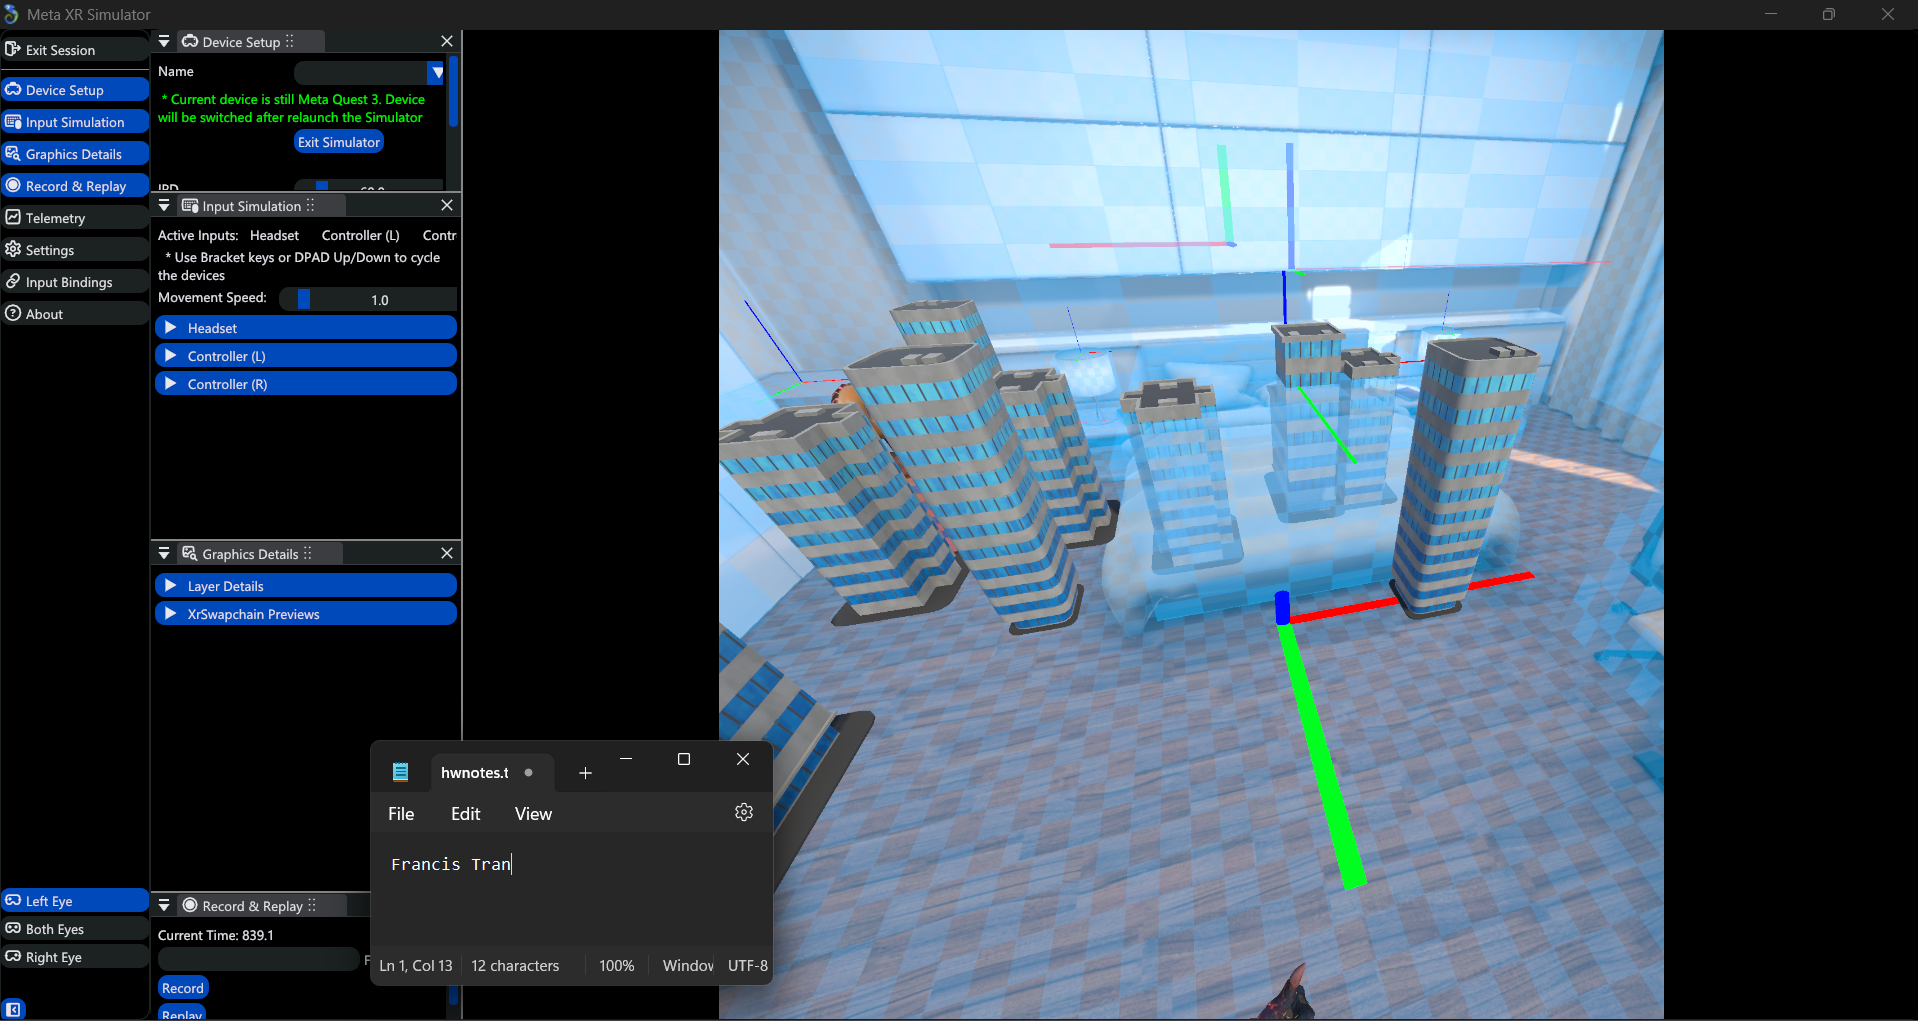 Meta XR Simulator
Exit Session
Device Setup
Input Simulation
Graphics Details
Record & Replay
Telemetry
Settings
Input Bindings
About
Left Eye
Both Eyes
Right Eye
Device Setup
Name
* Current device is still Meta Quest 3. Device
will be switched after relaunch the Simulator
Exit Simulator
IPD
Input Simulation
Active Inputs: Headset Controller (L) Contr
* Use Bracket keys or DPAD Up/Down to cycle
the devices
Movement Speed: 1.0
Headset
Controller (L)
Controller (R)
Graphics Details
Layer Details
XrSwapchain Previews
Record & Replay
Current Time: 839.1
Record
Replay
hwnotes.t
File Edit View
Francis Tran
Ln 1, Col 13 12 characters 100% Window UTF-8